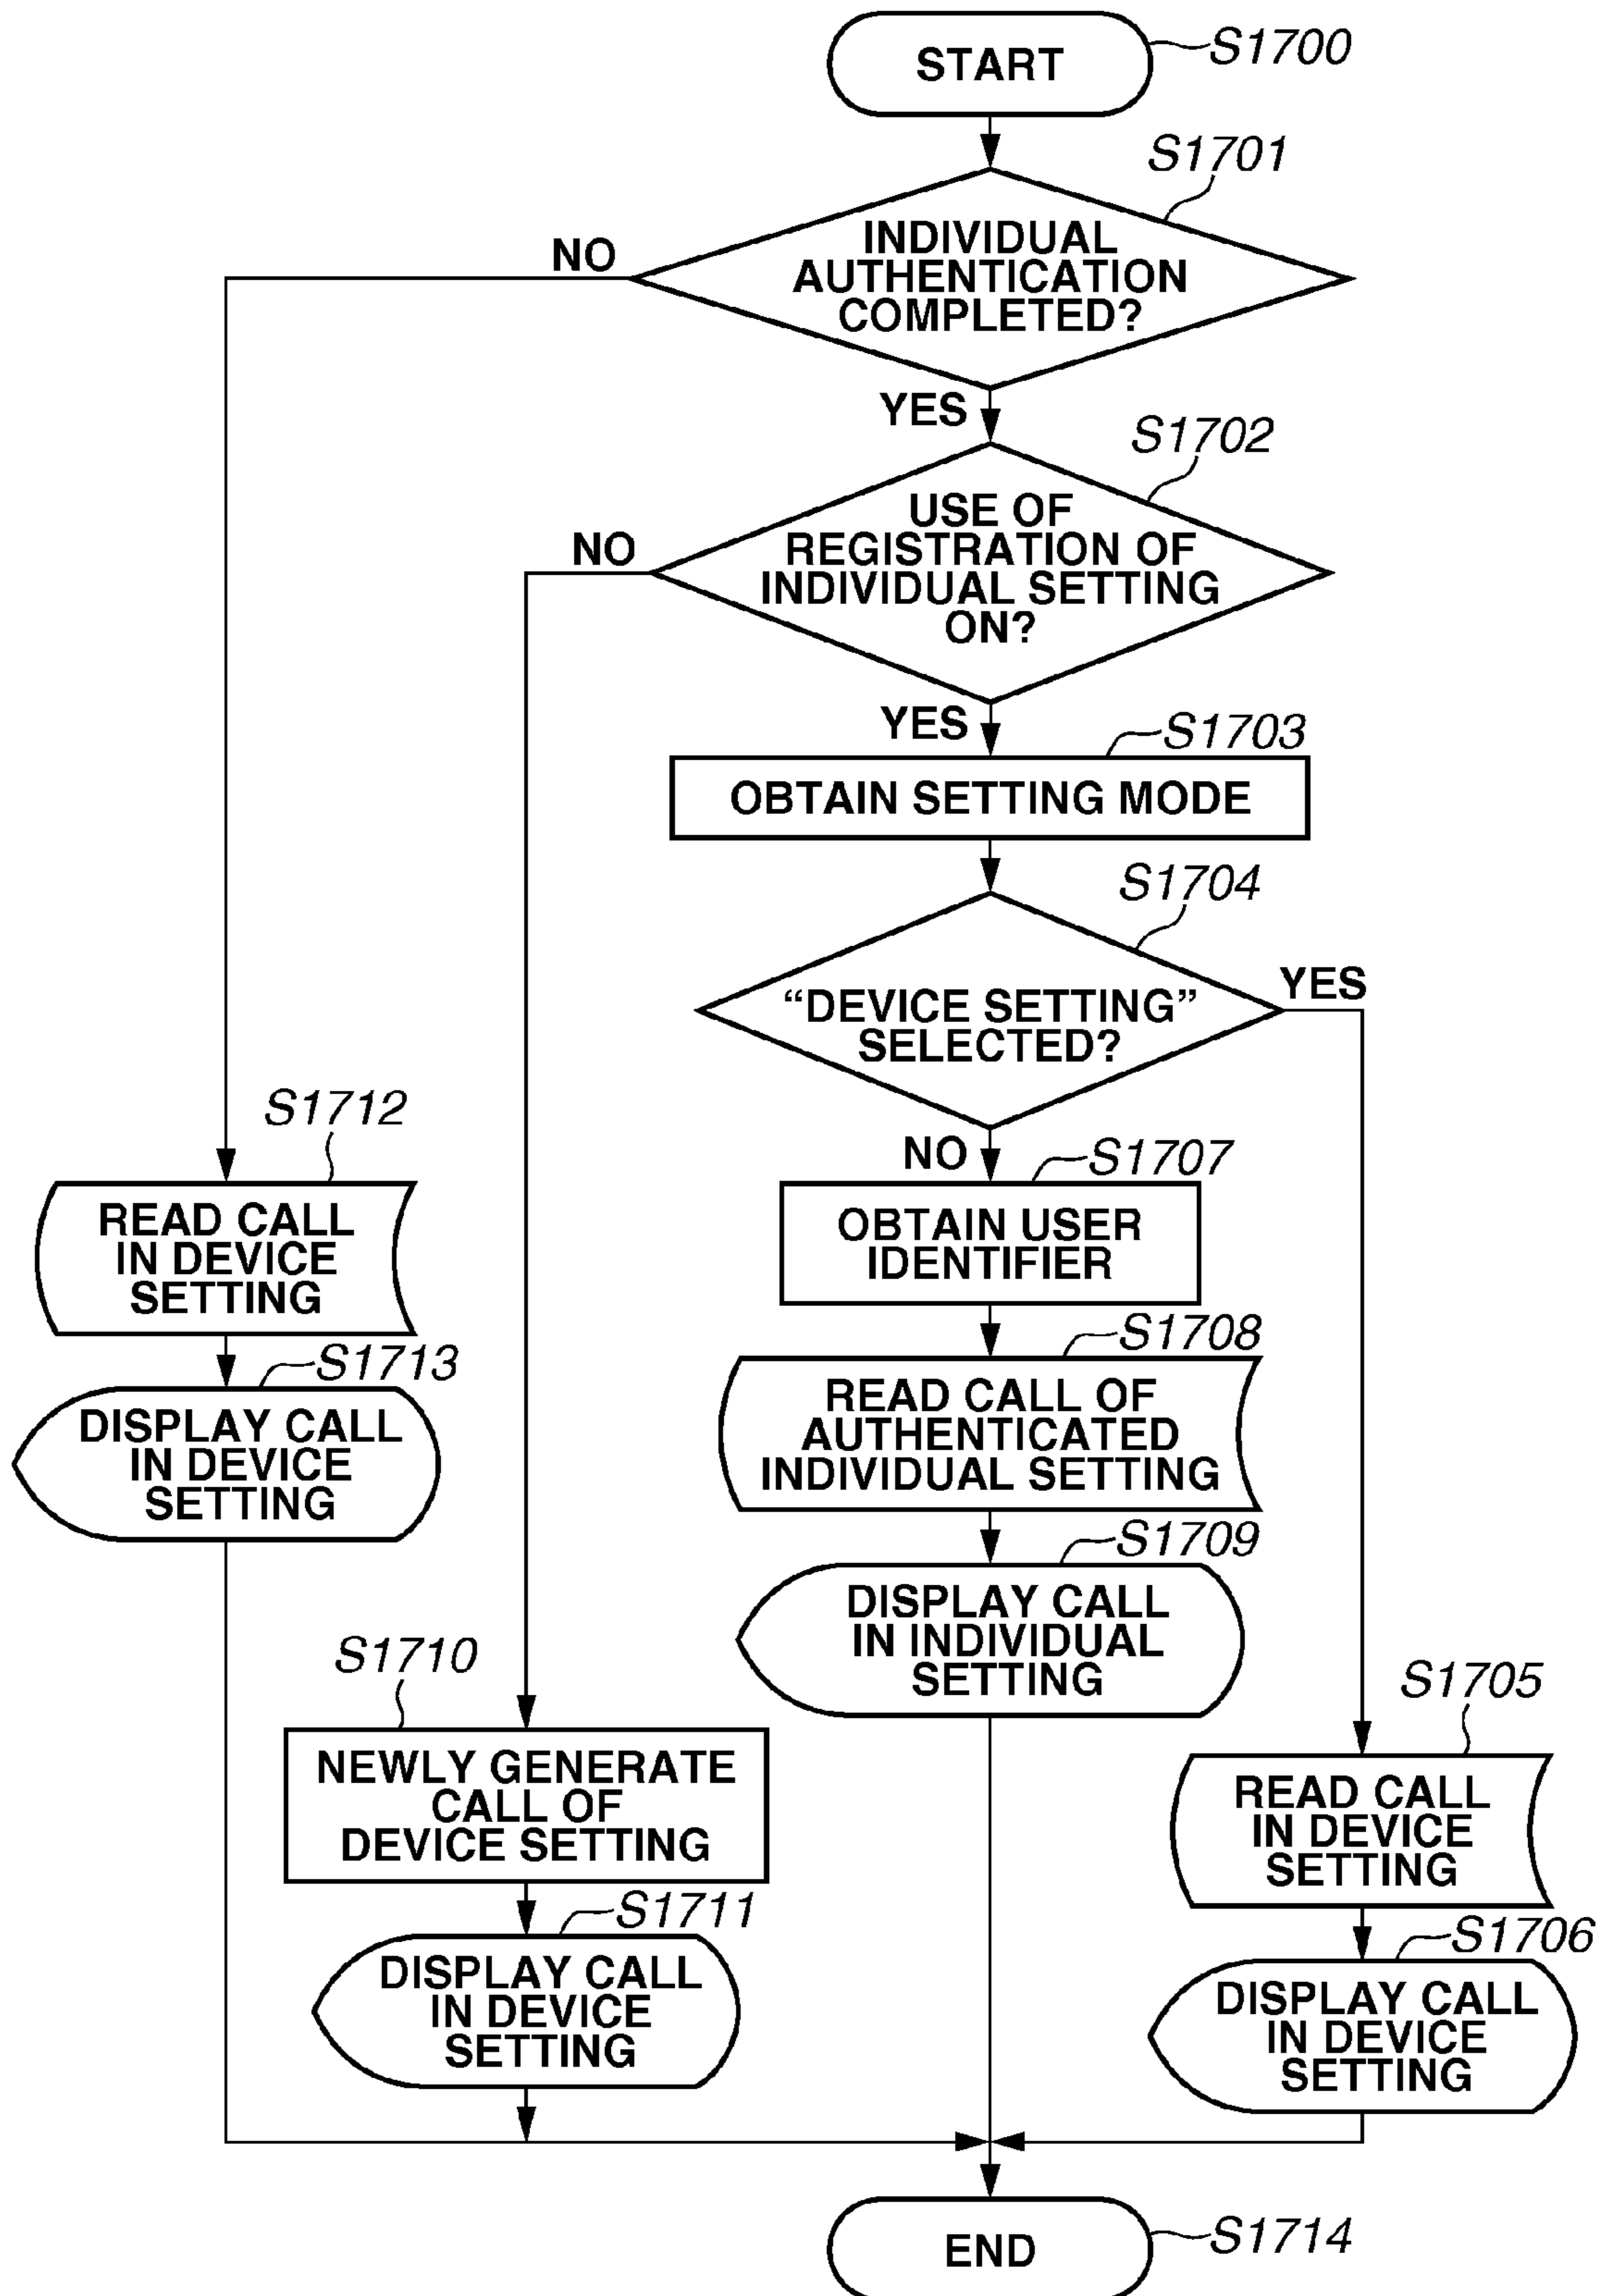 START
S1700
S1701
INDIVIDUAL
AUTHENTICATION
COMPLETED?
NO
YES
S1702
USE OF
REGISTRATION OF
INDIVIDUAL SETTING
ON?
NO
YES
S1703
OBTAIN SETTING MODE
S1704
“DEVICE SETTING”
SELECTED?
YES
NO
S1712
READ CALL
IN DEVICE
SETTING
S1713
DISPLAY CALL
IN DEVICE
SETTING
S1707
OBTAIN USER
IDENTIFIER
S1708
READ CALL OF
AUTHENTICATED
INDIVIDUAL SETTING
S1709
DISPLAY CALL
IN INDIVIDUAL
SETTING
S1710
NEWLY GENERATE
CALL OF
DEVICE SETTING
S1711
DISPLAY CALL
IN DEVICE
SETTING
S1705
READ CALL
IN DEVICE
SETTING
S1706
DISPLAY CALL
IN DEVICE
SETTING
END
S1714